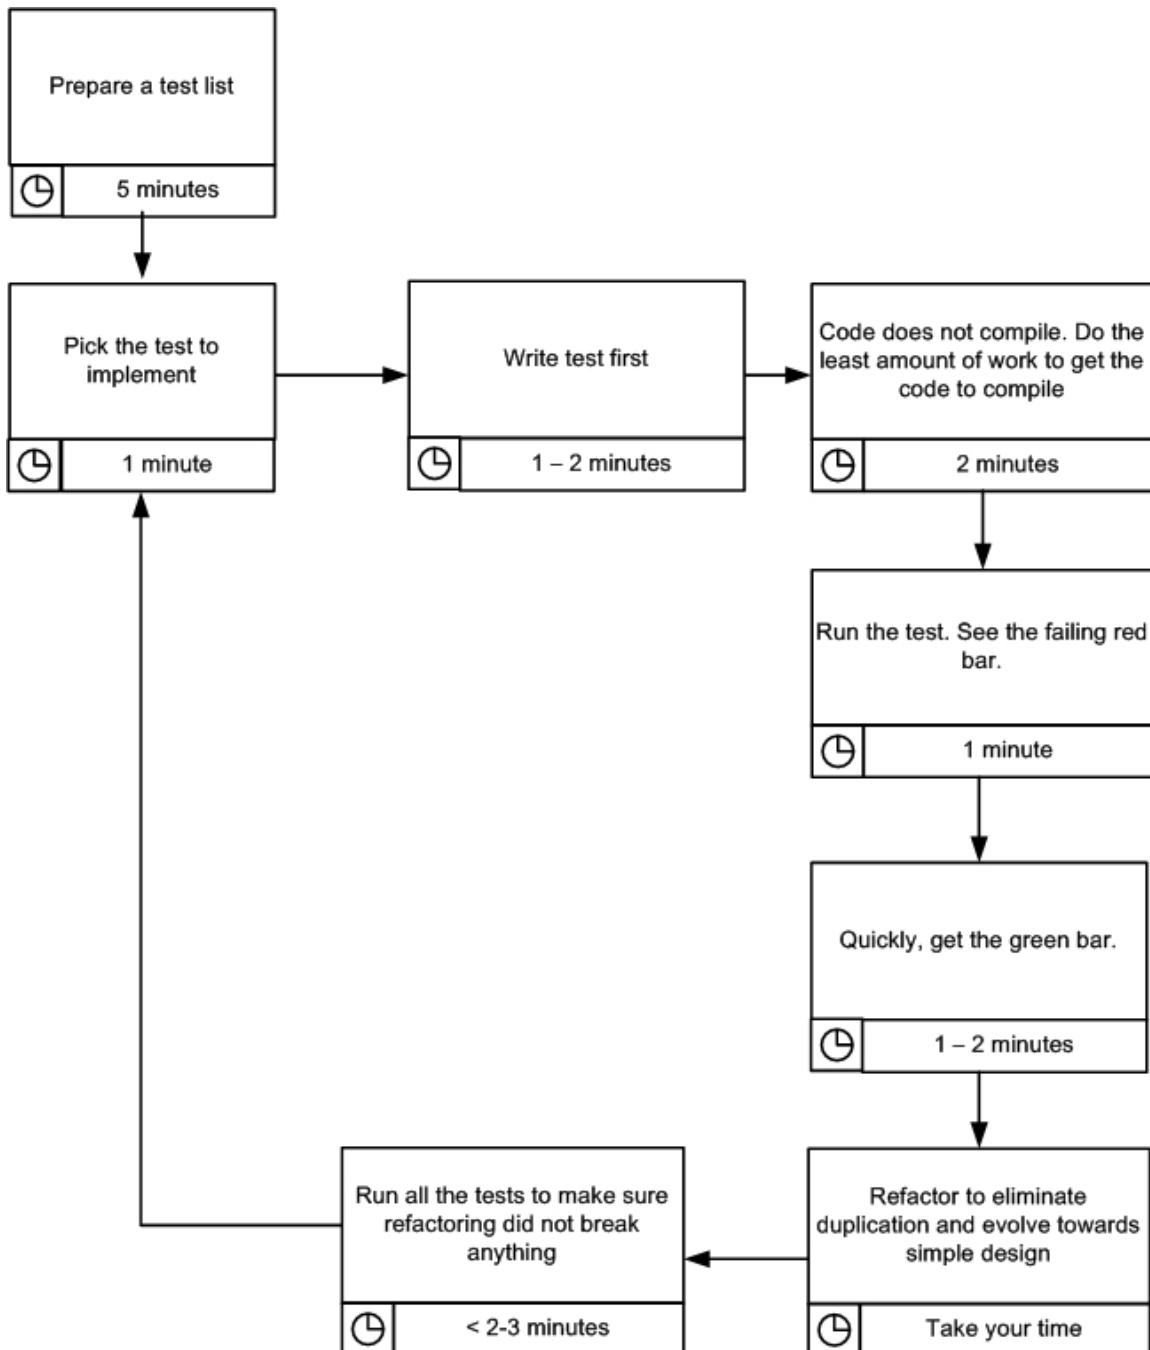 Prepare a test list
5 minutes
Pick the test to
implement
1 minute
Write test first
1 – 2 minutes
Code does not compile. Do the
least amount of work to get the
code to compile
2 minutes
Run the test. See the failing red
bar.
1 minute
Quickly, get the green bar.
1 – 2 minutes
Refactor to eliminate
duplication and evolve towards
simple design
Take your time
Run all the tests to make sure
refactoring did not break
anything
< 2-3 minutes